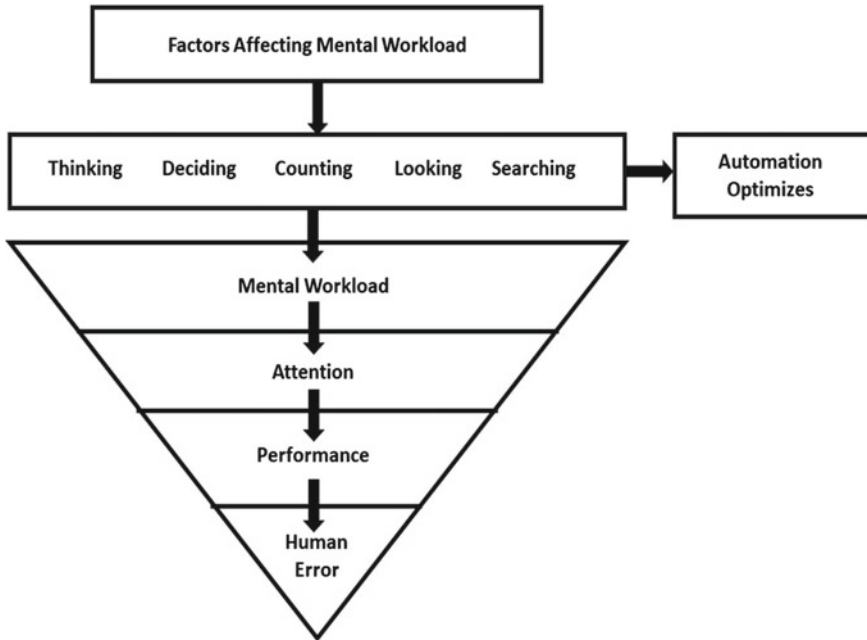 Factors Affecting Mental Workload
Thinking Deciding Counting Looking Searching
Automation
Optimizes
Mental Workload
Attention
Performance
Human
Error